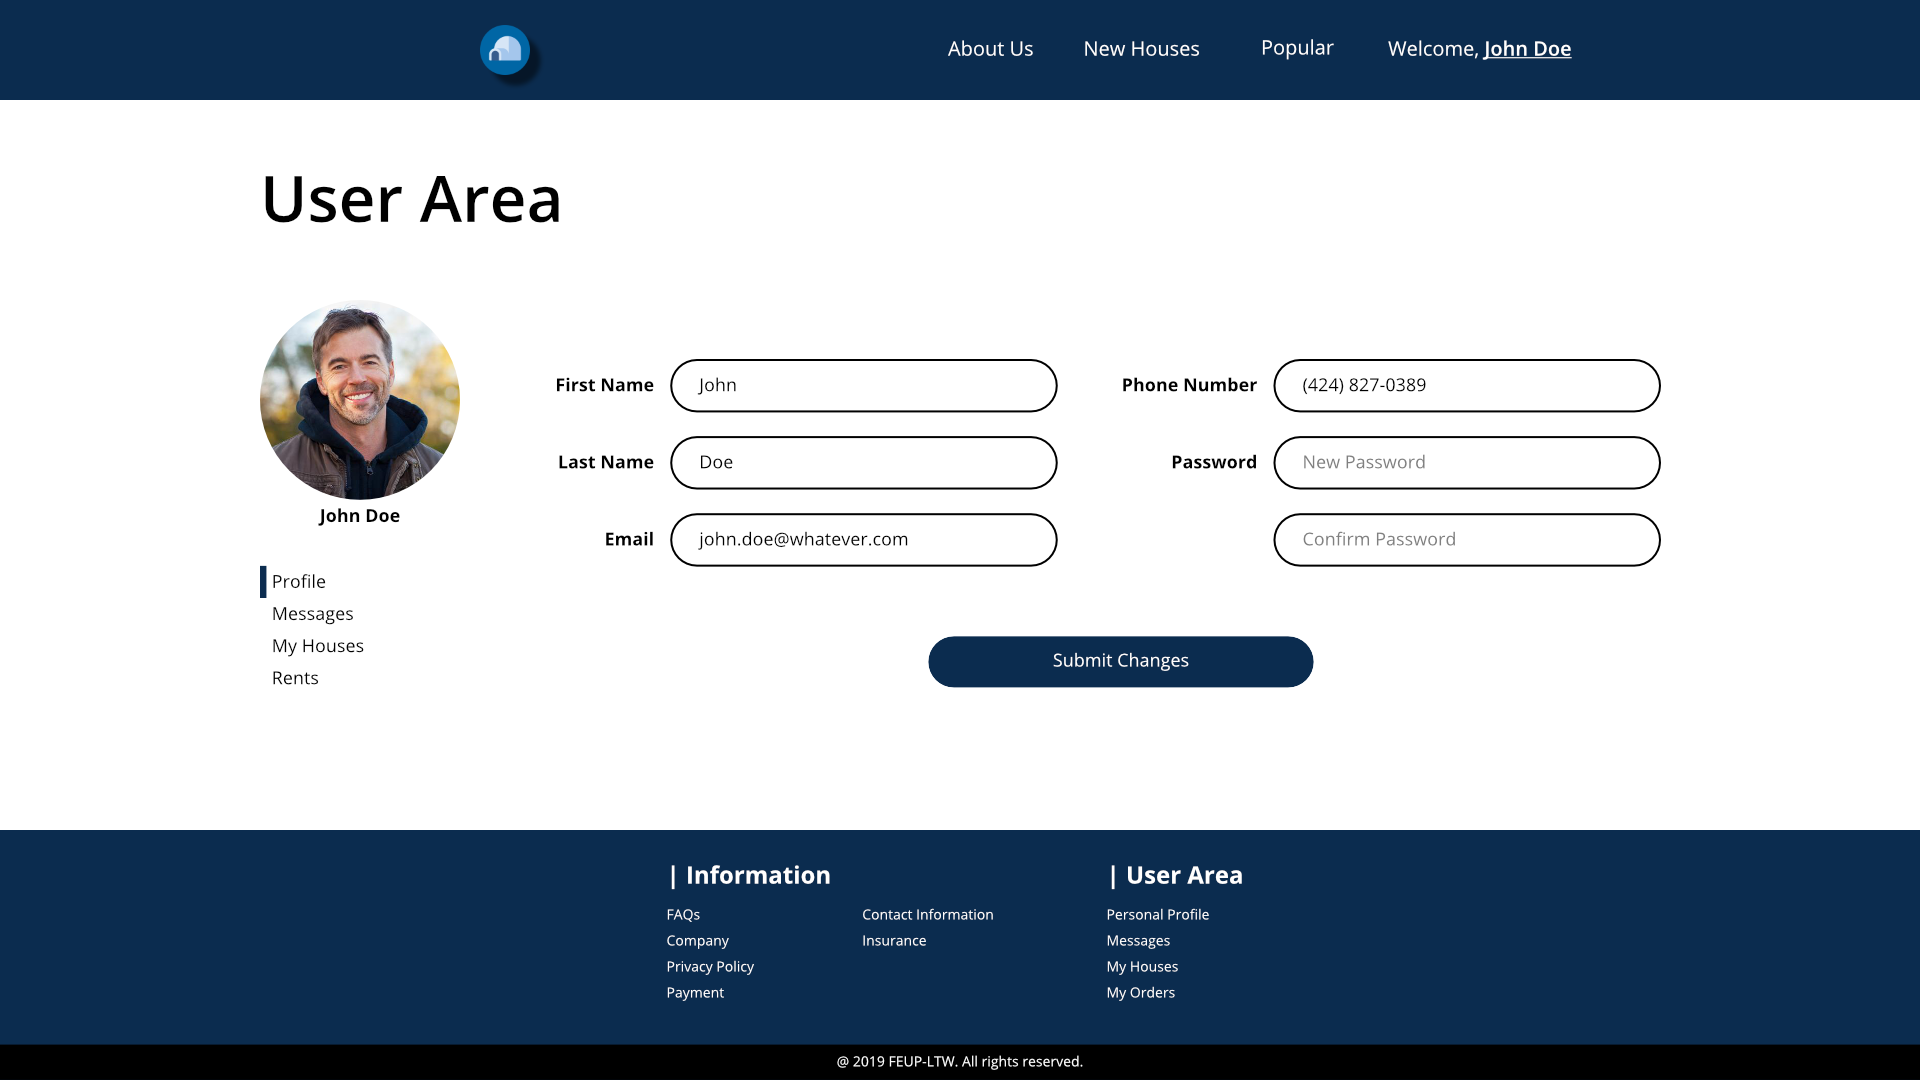 About Us New Houses Popular Welcome, John Doe
User Area
First Name John Phone Number (424) 827-0389
Last Name Doe Password New Password
John Doe
Email john.doe@whatever.com Confirm Password
Profile
Messages
My Houses
Rents
Submit Changes
| Information
FAQs Contact Information
Company Insurance
Privacy Policy
Payment
| User Area
Personal Profile
Messages
My Houses
My Orders
@ 2019 FEUP-LTW. All rights reserved.